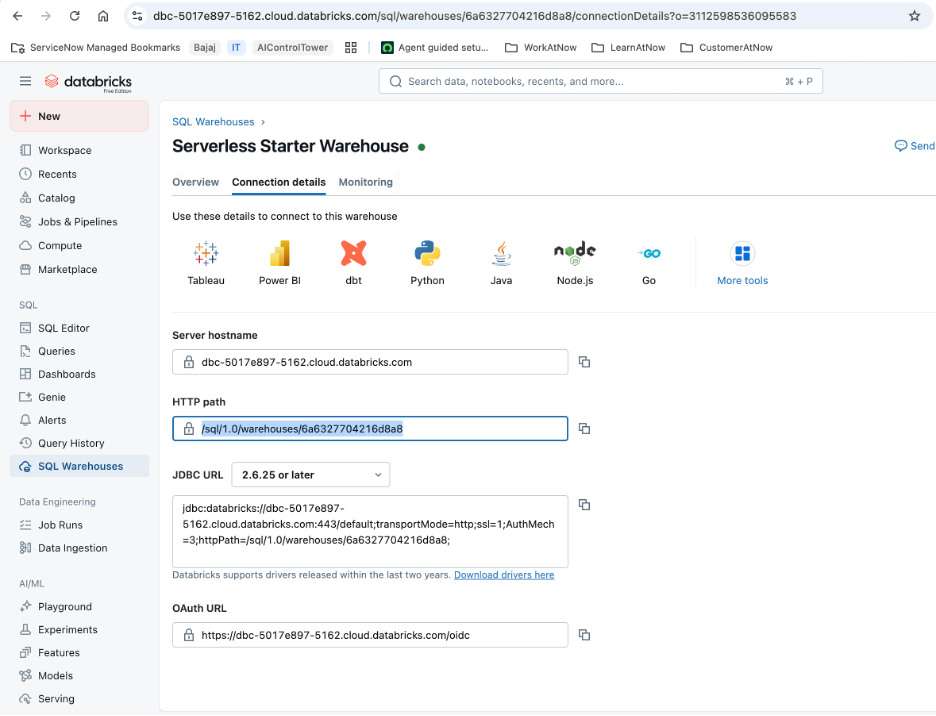 dbc-5017e897-5162.cloud.databricks.com/sql/warehouses/6a6327704216d8a8/connectionDetails?o=3112598536095583
ServiceNow Managed Bookmarks Bajaj IT AIControlTower Agent guided setu... WorkAtNow LearnAtNow CustomerAtNow
databricks
Free Edition
Search data, notebooks, recents, and more... ⌘ + P
New
Workspace
Recents
Catalog
Jobs & Pipelines
Compute
Marketplace
SQL
SQL Editor
Queries
Dashboards
Genie
Alerts
Query History
SQL Warehouses
Data Engineering
Job Runs
Data Ingestion
AI/ML
Playground
Experiments
Features
Models
Serving
SQL Warehouses ›
Serverless Starter Warehouse
Send
Overview Connection details Monitoring
Use these details to connect to this warehouse
Tableau Power BI dbt Python Java Node.js Go More tools
node
JS
GO
Server hostname
dbc-5017e897-5162.cloud.databricks.com
HTTP path
/sql/1.0/warehouses/6a6327704216d8a8
JDBC URL 2.6.25 or later
jdbc:databricks://dbc-5017e897-
5162.cloud.databricks.com:443/default;transportMode=http;ssl=1;AuthMech
=3;httpPath=/sql/1.0/warehouses/6a6327704216d8a8;
Databricks supports drivers released within the last two years. Download drivers here
OAuth URL
https://dbc-5017e897-5162.cloud.databricks.com/oidc